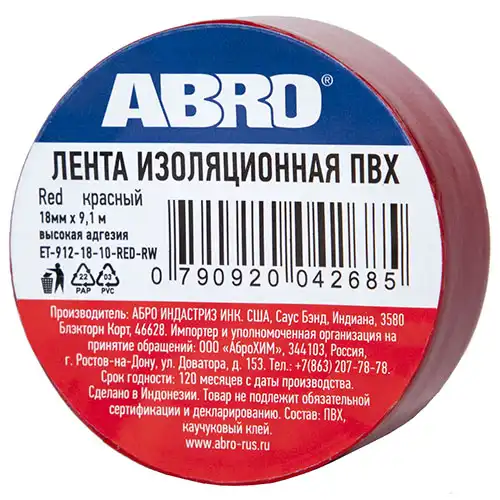 ABRO®
ЛЕНТА ИЗОЛЯЦИОННАЯ ПВХ
Red красный
18мм х 9,1 м
высокая адгезия
ET-912-18-10-RED-RW
22 PAP 03 PVC
0 790920 042685
Производитель: АБРО ИНДАСТРИЗ ИНК. США, Саус Бэнд, Индиана, 3580
Блэкторн Корт, 46628. Импортер и уполномоченная организация на
принятие обращений: ООО «АброХИМ», 344103, Россия,
г. Ростов-на-Дону, ул. Доватора, д. 153. Тел.: +7(863) 207-78-78.
Срок годности: 120 месяцев с даты производства.
Сделано в Индонезии. Товар не подлежит обязательной
сертификации и декларированию. Состав: ПВХ,
каучуковый клей.
www.abro-rus.ru